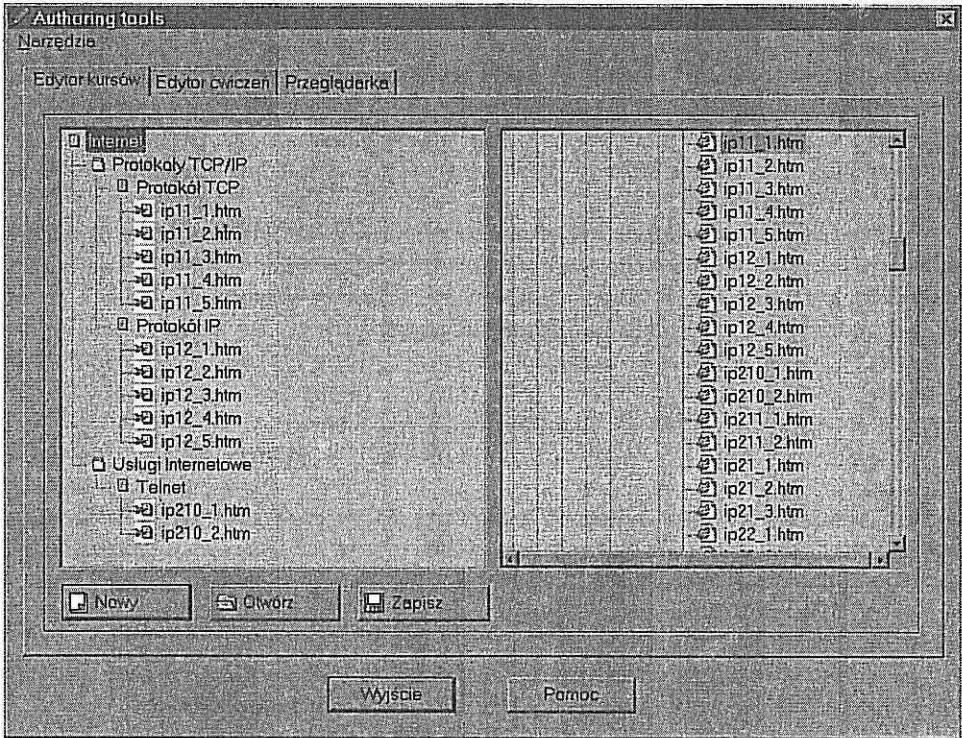 Authoring tools
Narzędzia
Edytor kursów Edytor ćwiczeń Przeglądarka
Internet
Protokoły TCP/IP
Protokół TCP
ip11_1.htm
ip11_2.htm
ip11_3.htm
ip11_4.htm
ip11_5.htm
Protokół IP
ip12_1.htm
ip12_2.htm
ip12_3.htm
ip12_4.htm
ip12_5.htm
Usługi Internetowe
Telnet
ip210_1.htm
ip210_2.htm
ip11_1.htm
ip11_2.htm
ip11_3.htm
ip11_4.htm
ip11_5.htm
ip12_1.htm
ip12_2.htm
ip12_3.htm
ip12_4.htm
ip12_5.htm
ip210_1.htm
ip210_2.htm
ip211_1.htm
ip211_2.htm
ip21_1.htm
ip21_2.htm
ip21_3.htm
ip22_1.htm
Nowy Otwórz Zapisz
Wyjście Pomoc